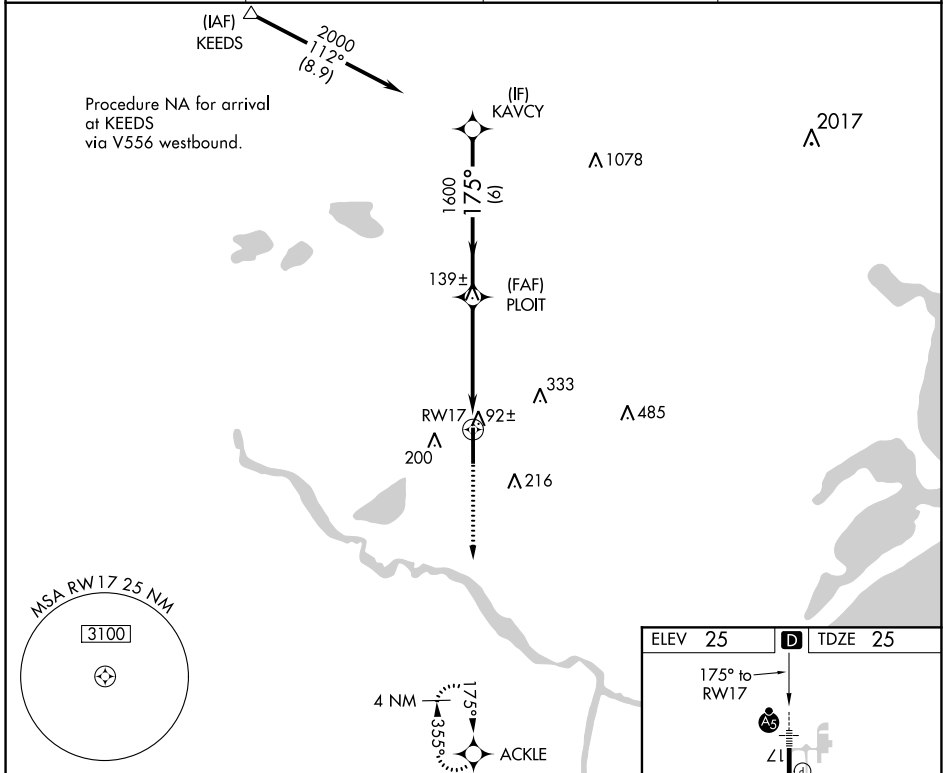 (IAF)
KEEDS
2000
112°
(8.9)
Procedure NA for arrival
at KEEDS
via V556 westbound.
(IF)
KAVCY
2017
1078
1600
175°
(6)
139±
(FAF)
PLOIT
333
RW17
92±
485
200
216
MSA RW17 25 NM
3100
4 NM
175°
355°
ACKLE
ELEV 25
D
TDZE 25
175° to
RW17
A5
17
d